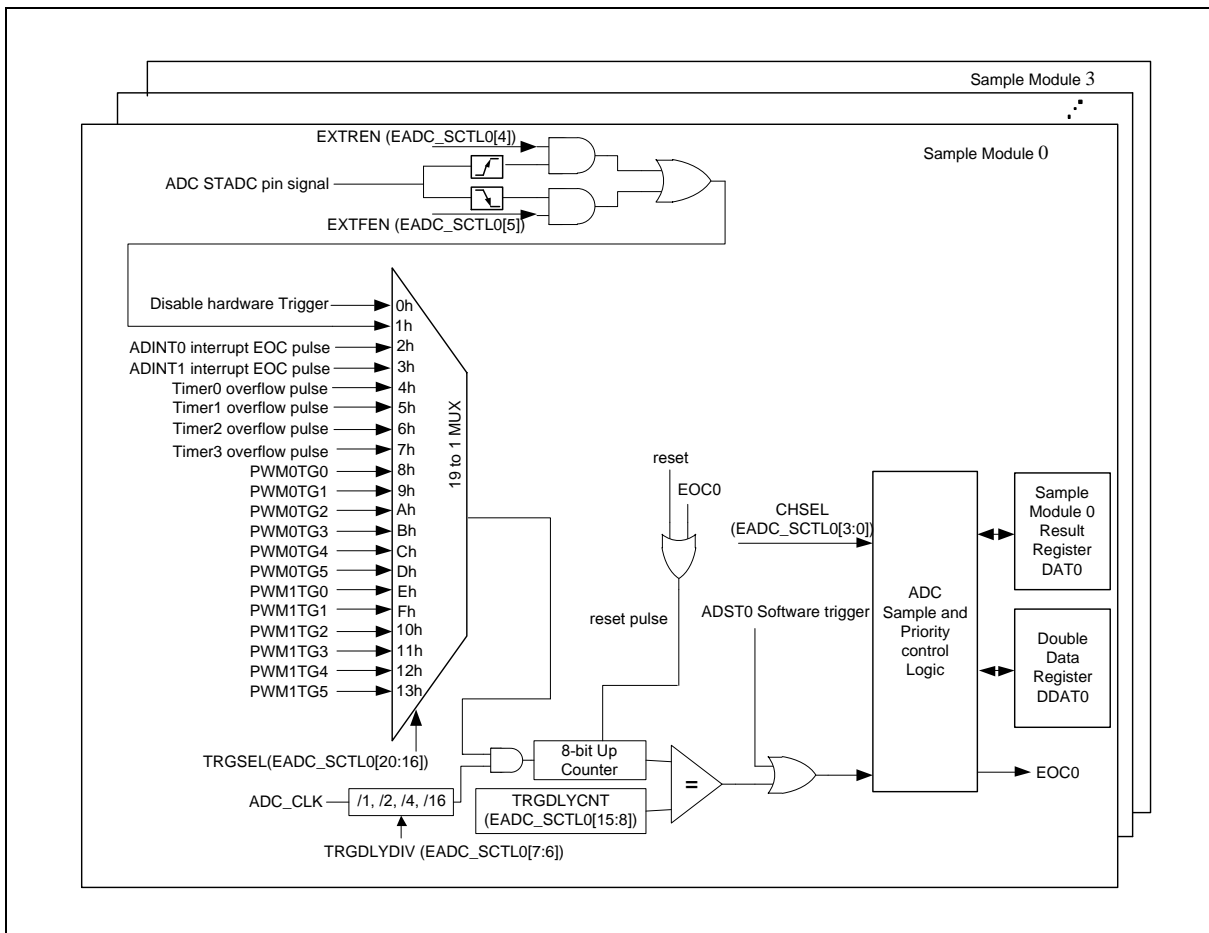 Sample Module 3
Sample Module 0
EXTREN (EADC_SCTL0[4])
ADC STADC pin signal
EXTFEN (EADC_SCTL0[5])
Disable hardware Trigger
0h
1h
ADINT0 interrupt EOC pulse
2h
ADINT1 interrupt EOC pulse
3h
Timer0 overflow pulse
4h
Timer1 overflow pulse
5h
Timer2 overflow pulse
6h
Timer3 overflow pulse
7h
PWM0TG0
8h
PWM0TG1
9h
PWM0TG2
Ah
PWM0TG3
Bh
PWM0TG4
Ch
PWM0TG5
Dh
PWM1TG0
Eh
PWM1TG1
Fh
PWM1TG2
10h
PWM1TG3
11h
PWM1TG4
12h
PWM1TG5
13h
19 to 1 MUX
TRGSEL(EADC_SCTL0[20:16])
ADC_CLK
/1, /2, /4, /16
TRGDLYDIV (EADC_SCTL0[7:6])
reset
EOC0
reset pulse
8-bit Up
Counter
TRGDLYCNT
(EADC_SCTL0[15:8])
=
CHSEL
(EADC_SCTL0[3:0])
ADST0 Software trigger
ADC
Sample and
Priority
control
Logic
Sample
Module 0
Result
Register
DAT0
Double
Data
Register
DDAT0
EOC0